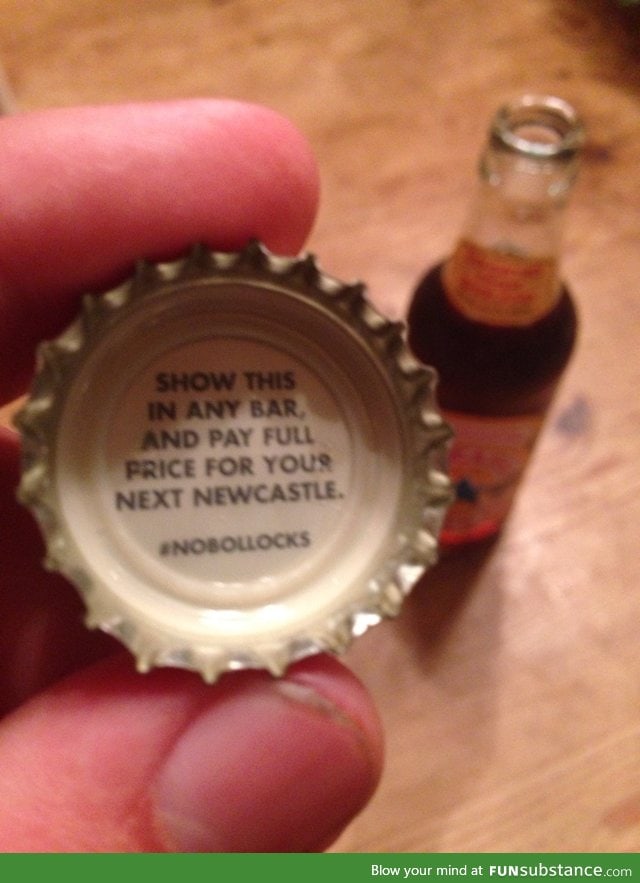 SHOW THIS
IN ANY BAR,
AND PAY FULL
PRICE FOR YOUR
NEXT NEWCASTLE.
#NOBOLLOCKS
Blow your mind at FUNsubstance.com